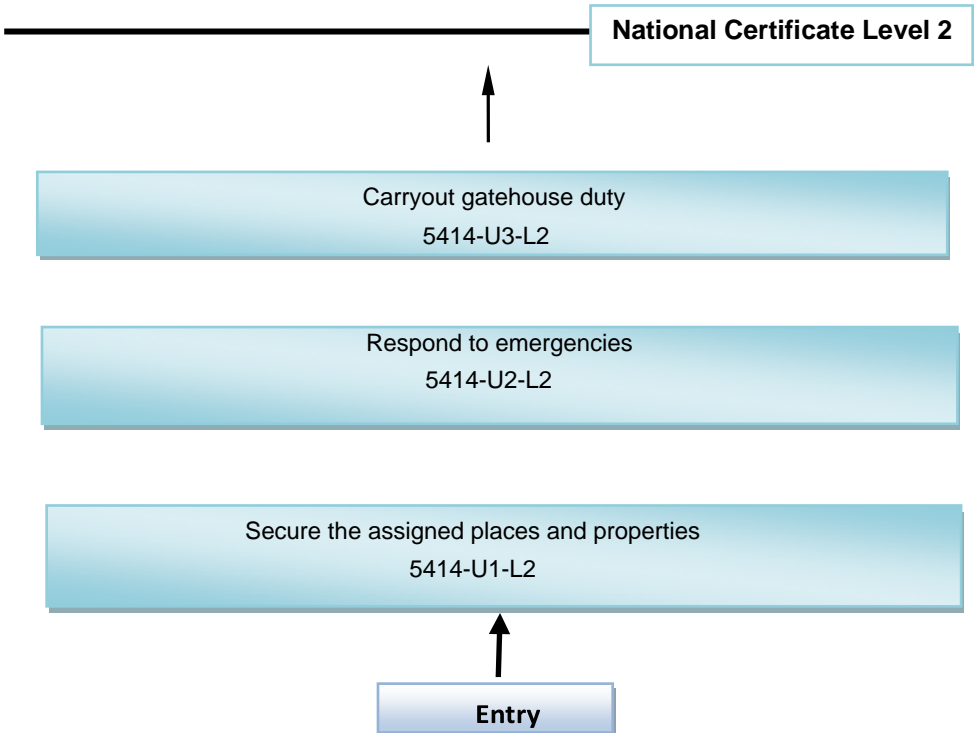 National Certificate Level 2
Carryout gatehouse duty
5414-U3-L2
Respond to emergencies
5414-U2-L2
Secure the assigned places and properties
5414-U1-L2
Entry